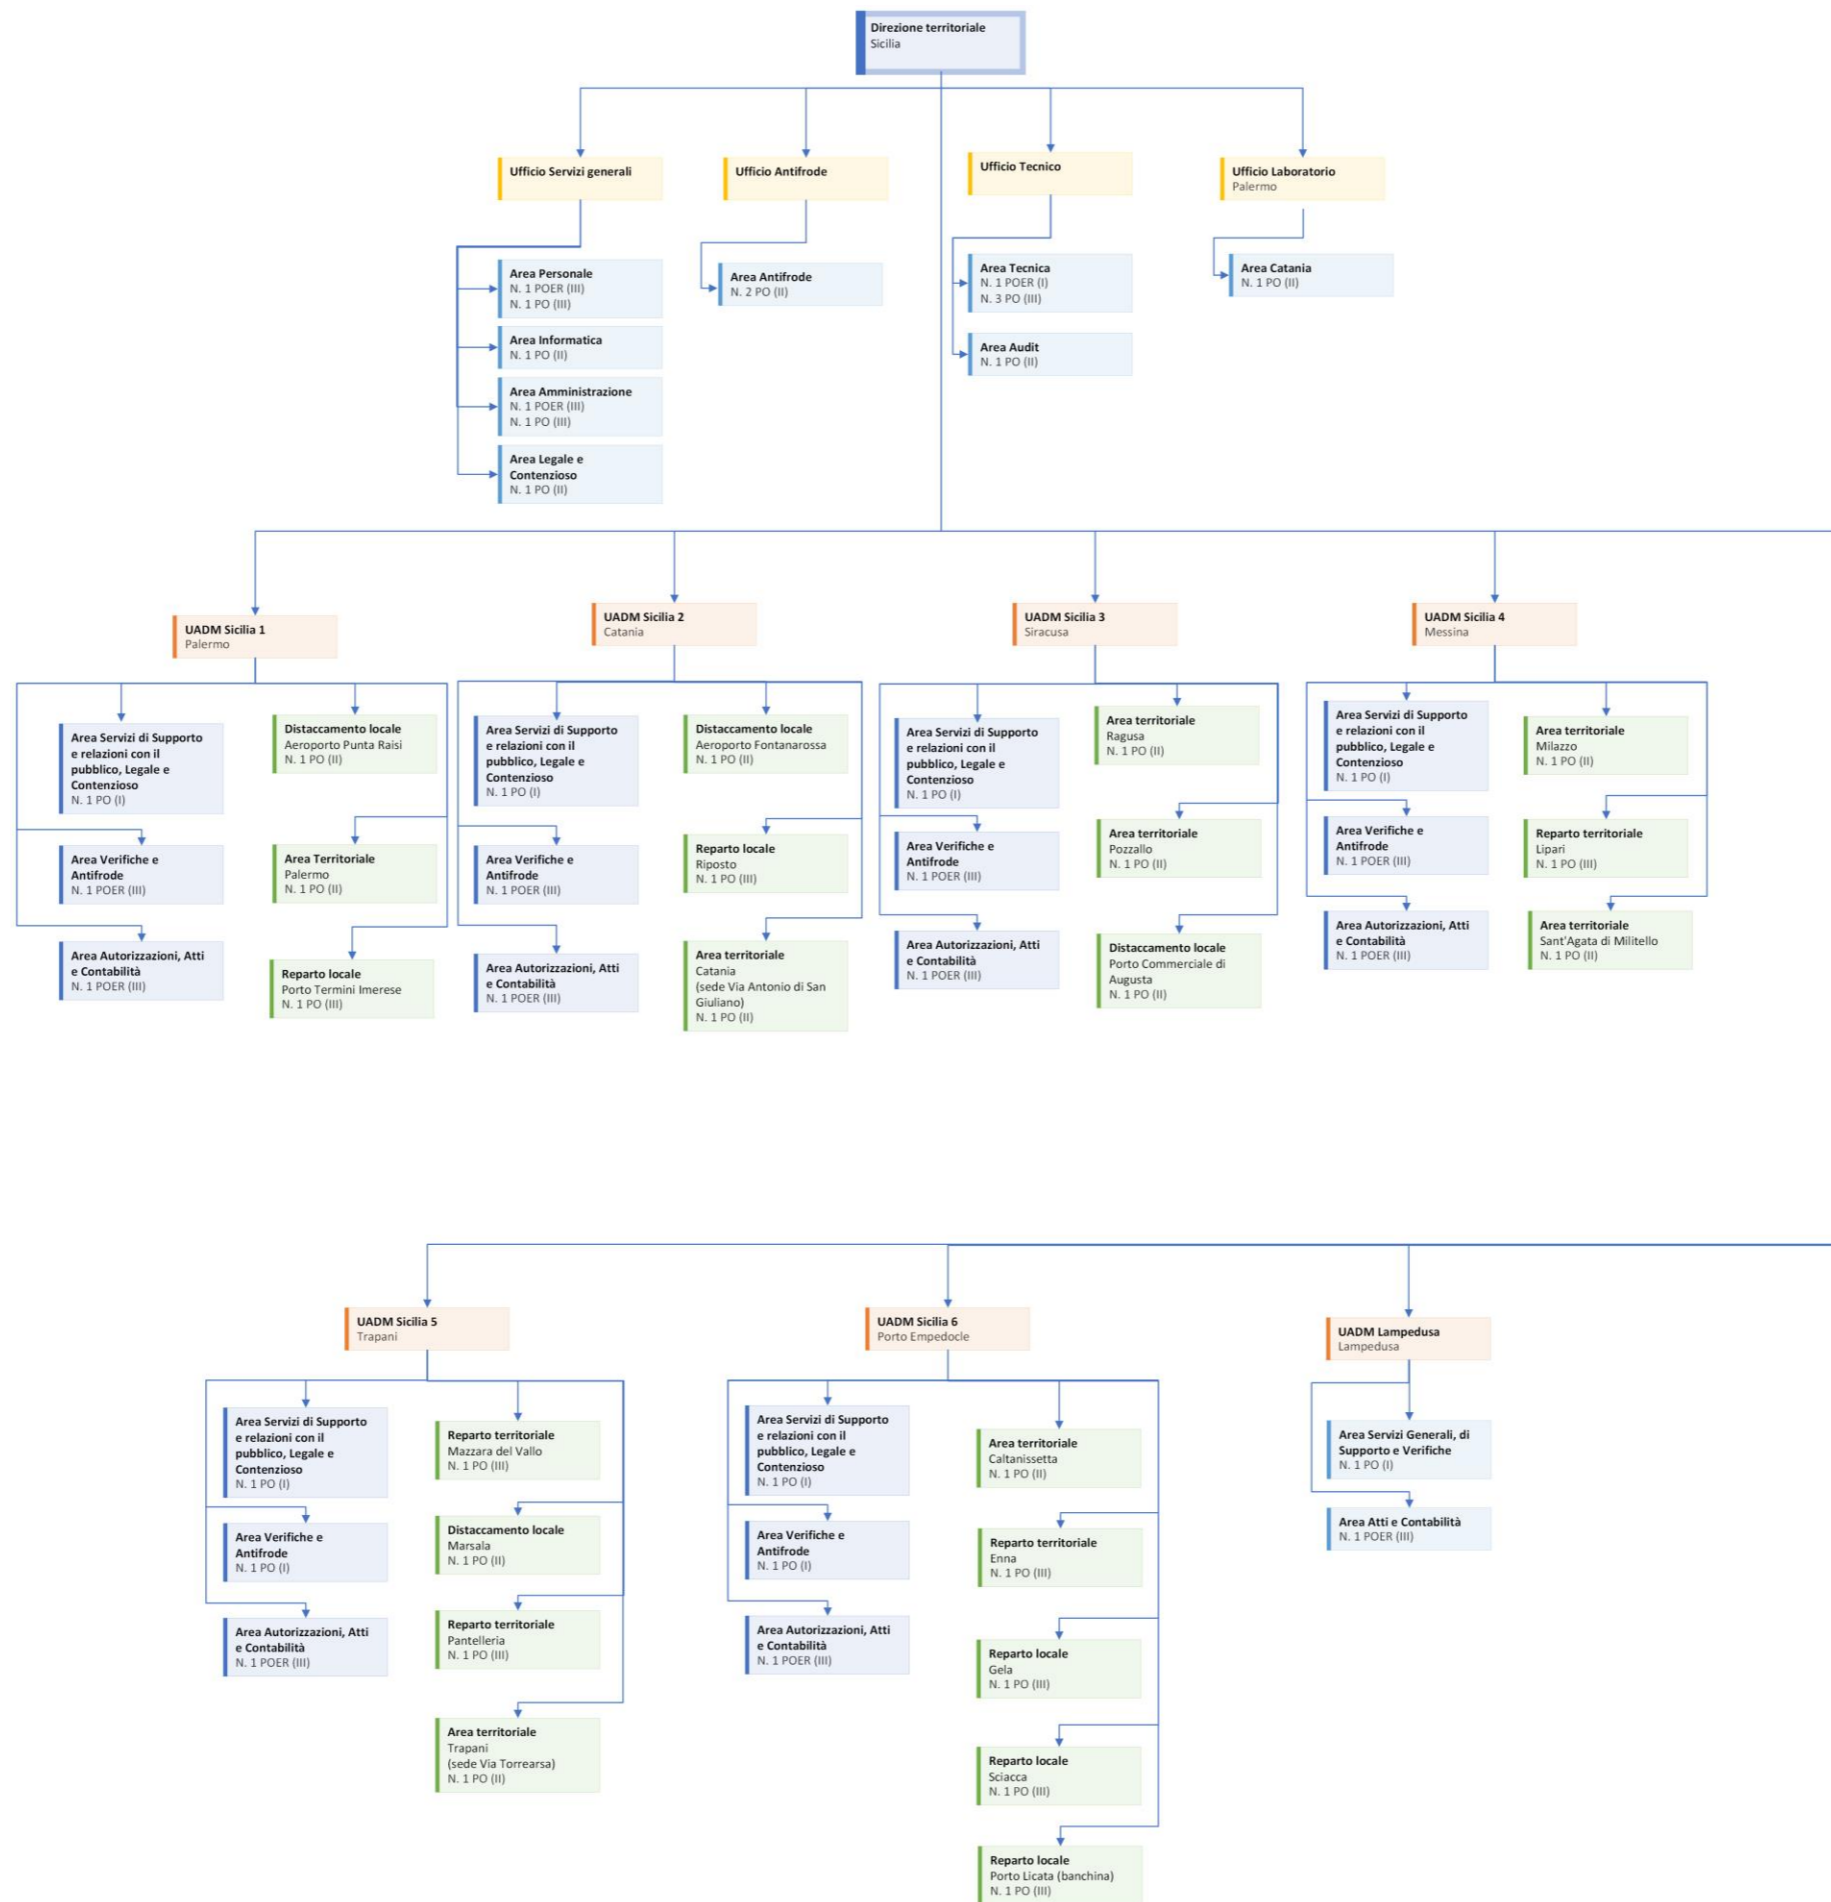 Direzione territoriale
Sicilia
Ufficio Servizi generali
Ufficio Antifrode
Ufficio Tecnico
Ufficio Laboratorio
Palermo
Area Personale
N. 1 POER (III)
N. 1 PO (III)
Area Informatica
N. 1 PO (II)
Area Amministrazione
N. 1 POER (III)
N. 1 PO (III)
Area Legale e
Contenzioso
N. 1 PO (II)
Area Antifrode
N. 2 PO (II)
Area Tecnica
N. 1 POER (I)
N. 3 PO (III)
Area Audit
N. 1 PO (II)
Area Catania
N. 1 PO (II)
UADM Sicilia 1
Palermo
Area Servizi di Supporto
e relazioni con il
pubblico, Legale e
Contenzioso
N. 1 PO (I)
Area Verifiche e
Antifrode
N. 1 POER (III)
Area Autorizzazioni, Atti
e Contabilità
N. 1 POER (III)
Distaccamento locale
Aeroporto Punta Raisi
N. 1 PO (II)
Area Territoriale
Palermo
N. 1 PO (II)
Reparto locale
Porto Termini Imerese
N. 1 PO (III)
UADM Sicilia 2
Catania
Area Servizi di Supporto
e relazioni con il
pubblico, Legale e
Contenzioso
N. 1 PO (I)
Area Verifiche e
Antifrode
N. 1 POER (III)
Area Autorizzazioni, Atti
e Contabilità
N. 1 POER (III)
Distaccamento locale
Aeroporto Fontanarossa
N. 1 PO (II)
Reparto locale
Riposto
N. 1 PO (III)
Area territoriale
Catania
(sede Via Antonio di San
Giuliano)
N. 1 PO (II)
UADM Sicilia 3
Siracusa
Area Servizi di Supporto
e relazioni con il
pubblico, Legale e
Contenzioso
N. 1 PO (I)
Area Verifiche e
Antifrode
N. 1 POER (III)
Area Autorizzazioni, Atti
e Contabilità
N. 1 POER (III)
Area territoriale
Ragusa
N. 1 PO (II)
Area territoriale
Pozzallo
N. 1 PO (II)
Distaccamento locale
Porto Commerciale di
Augusta
N. 1 PO (II)
UADM Sicilia 4
Messina
Area Servizi di Supporto
e relazioni con il
pubblico, Legale e
Contenzioso
N. 1 PO (I)
Area Verifiche e
Antifrode
N. 1 POER (III)
Area Autorizzazioni, Atti
e Contabilità
N. 1 POER (III)
Area territoriale
Milazzo
N. 1 PO (II)
Reparto territoriale
Lipari
N. 1 PO (III)
Area territoriale
Sant'Agata di Militello
N. 1 PO (II)
UADM Sicilia 5
Trapani
Area Servizi di Supporto
e relazioni con il
pubblico, Legale e
Contenzioso
N. 1 PO (I)
Area Verifiche e
Antifrode
N. 1 PO (I)
Area Autorizzazioni, Atti
e Contabilità
N. 1 POER (III)
Reparto territoriale
Mazzara del Vallo
N. 1 PO (III)
Distaccamento locale
Marsala
N. 1 PO (II)
Reparto territoriale
Pantelleria
N. 1 PO (III)
Area territoriale
Trapani
(sede Via Torrearsa)
N. 1 PO (II)
UADM Sicilia 6
Porto Empedocle
Area Servizi di Supporto
e relazioni con il
pubblico, Legale e
Contenzioso
N. 1 PO (I)
Area Verifiche e
Antifrode
N. 1 PO (I)
Area Autorizzazioni, Atti
e Contabilità
N. 1 POER (III)
Area territoriale
Caltanissetta
N. 1 PO (II)
Reparto territoriale
Enna
N. 1 PO (III)
Reparto locale
Gela
N. 1 PO (III)
Reparto locale
Sciacca
N. 1 PO (III)
Reparto locale
Porto Licata (banchina)
N. 1 PO (III)
UADM Lampedusa
Lampedusa
Area Servizi Generali, di
Supporto e Verifiche
N. 1 PO (I)
Area Atti e Contabilità
N. 1 POER (III)